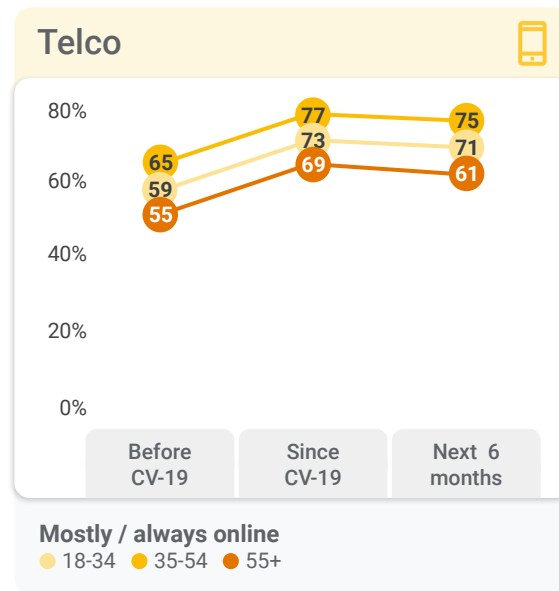 Telco
80%
60%
40%
20%
0%
65
59
55
77
73
69
75
71
61
Before
CV-19
Since
CV-19
Next 6
months
Mostly / always online
18-34 35-54 55+